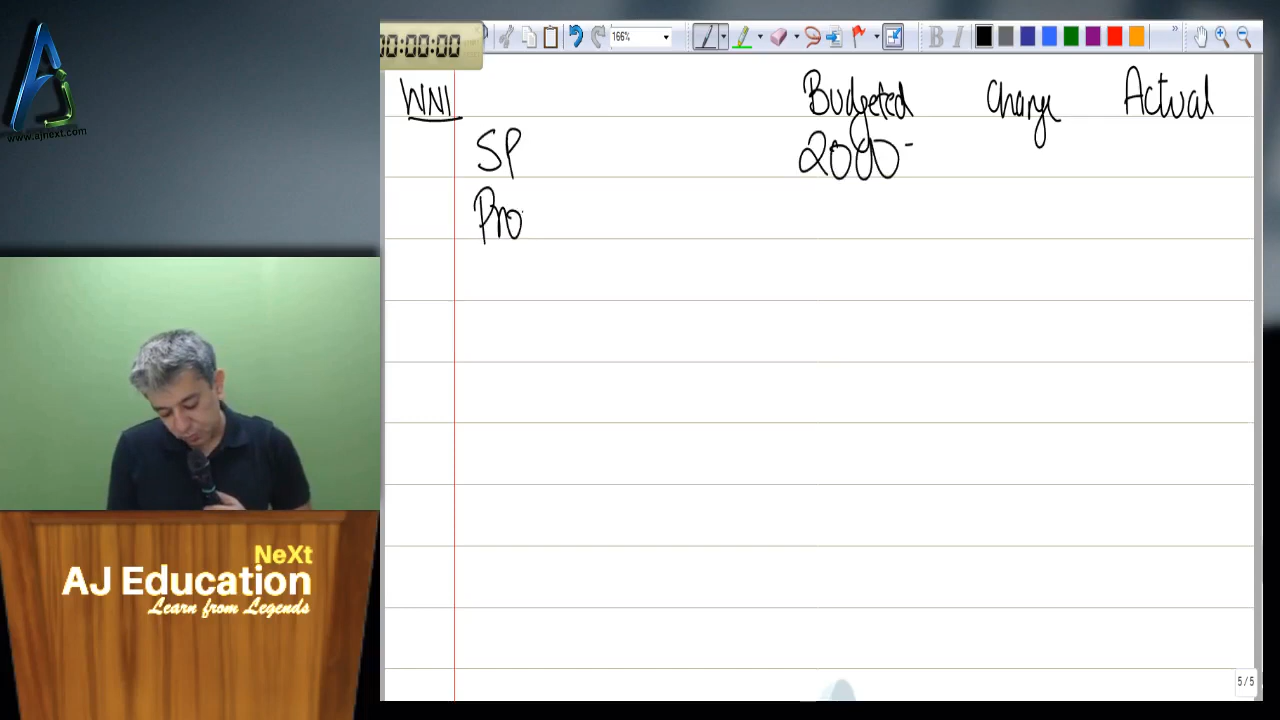 www.ajnext.com
00:00:00
166%
B I
WN1 Budgeted Change Actual
SP 2000-
Pro
NeXt
AJ Education
Learn from Legends
5/5